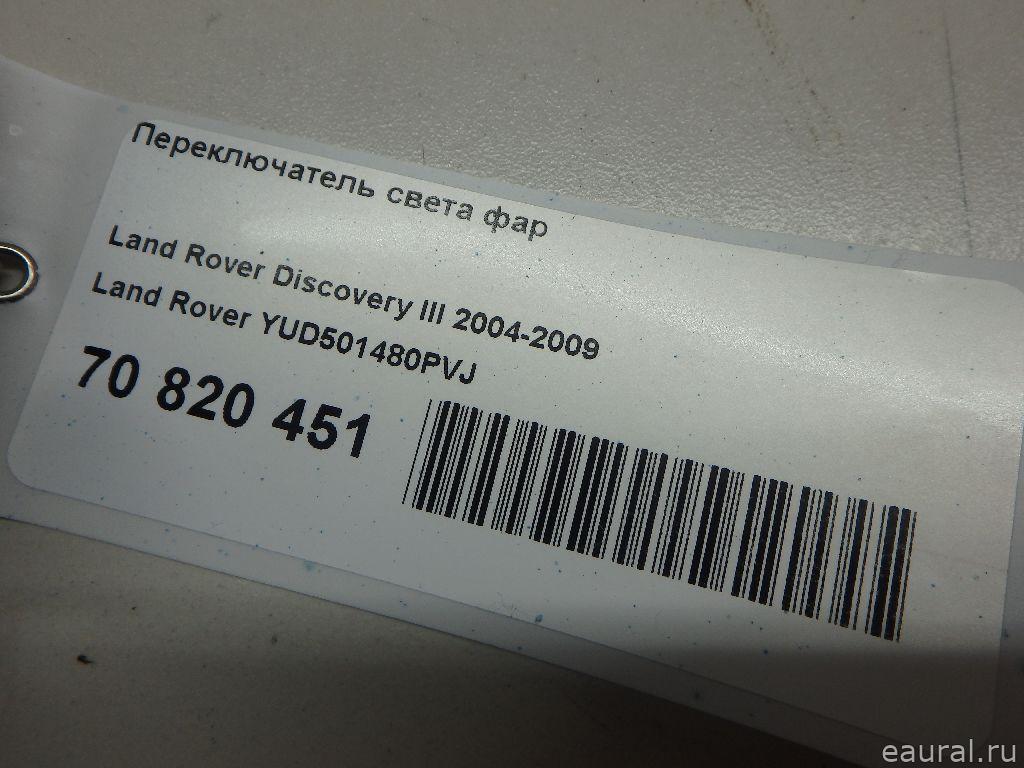 Переключатель света фар
Land Rover Discovery III 2004-2009
Land Rover YUD501480PVJ
70 820 451
eaural.ru